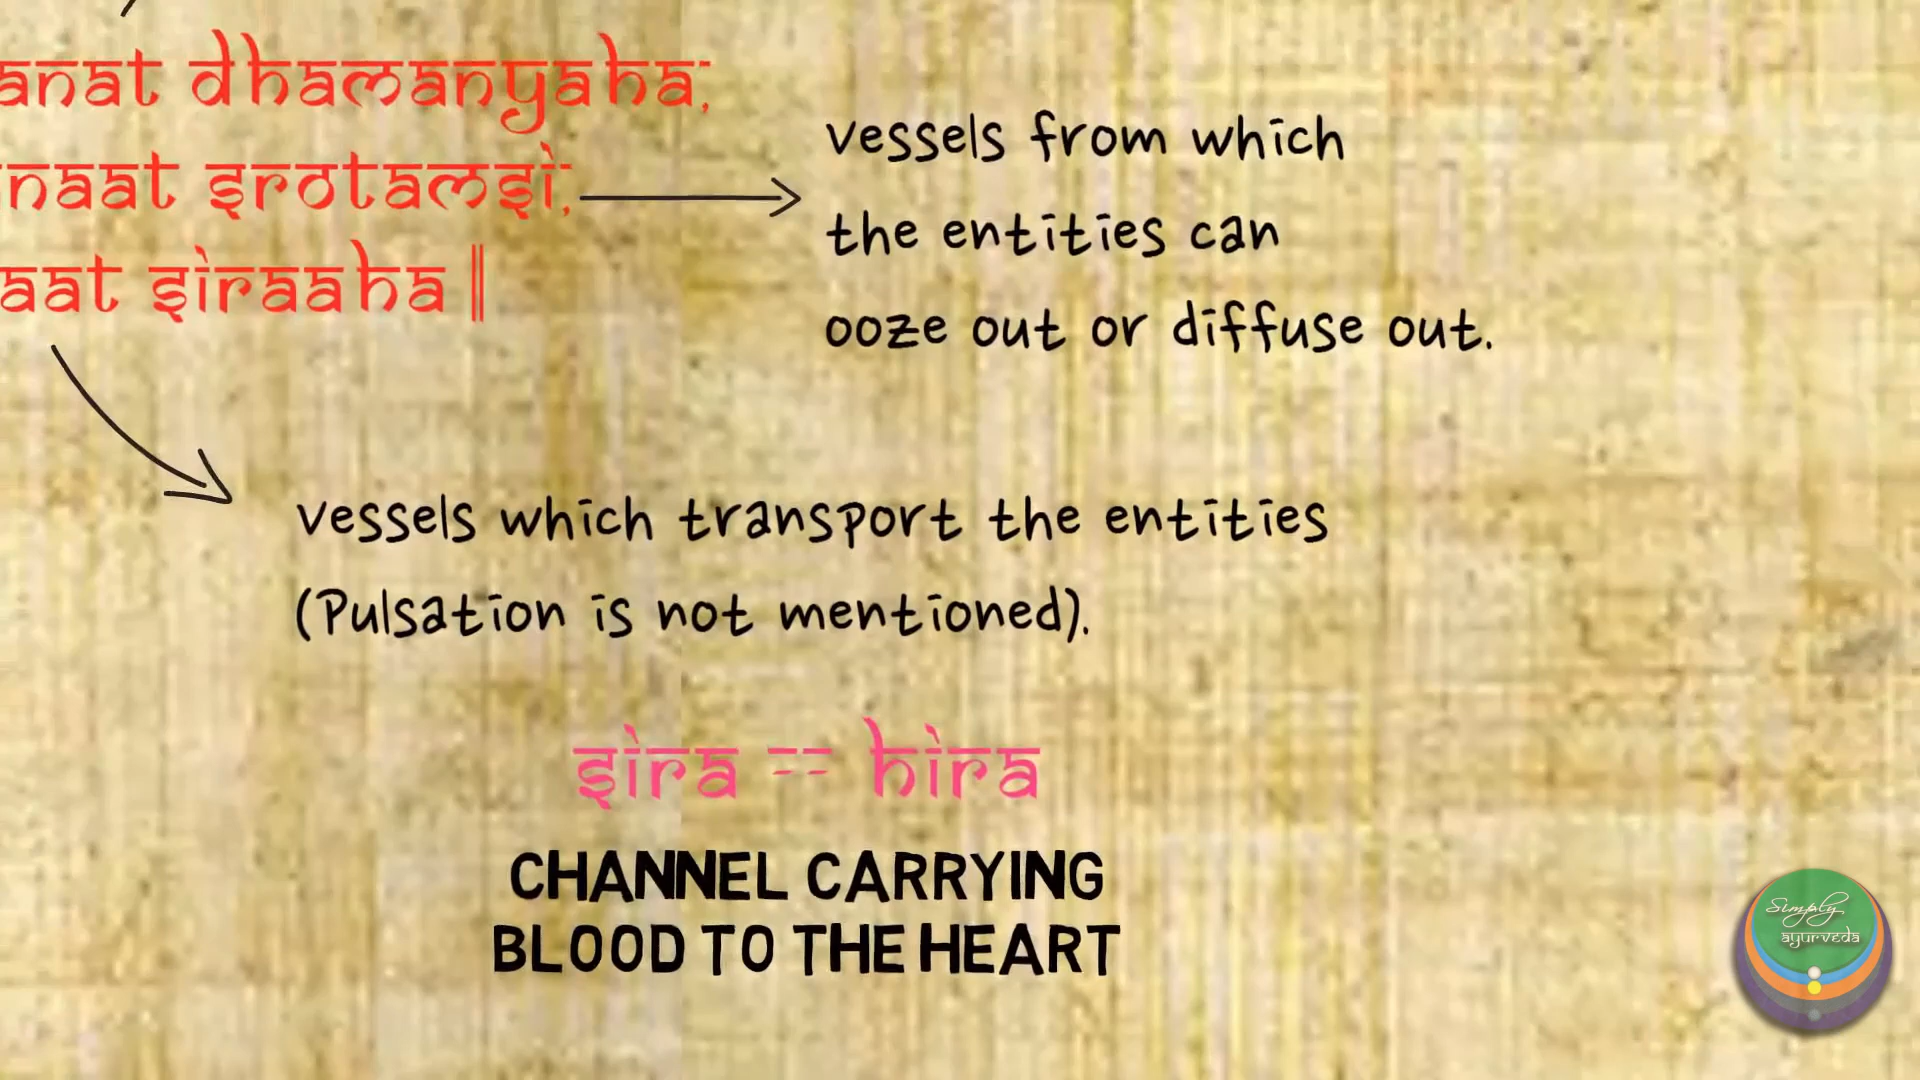 anat dhamanyaha;
naat srotamsi;
vessels from which
the entities can
ooze out or diffuse out.
aat siraaha ||
vessels which transport the entities
(Pulsation is not mentioned).
sira -- hira
CHANNEL CARRYING
BLOOD TO THE HEART
Simply
ayurveda